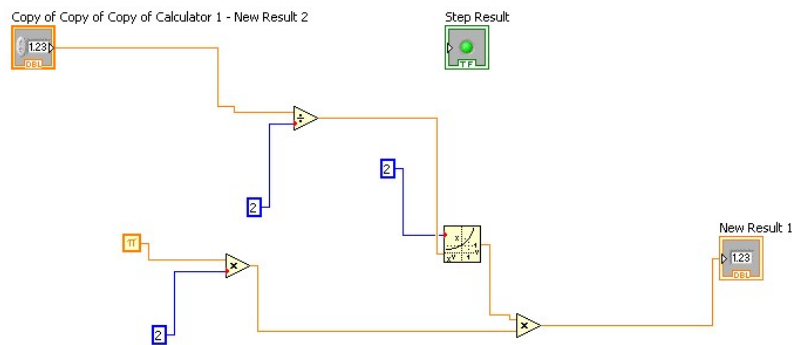 Copy of Copy of Copy of Calculator 1 - New Result 2
Step Result
1.23
DBL
TF
÷
2
2
π
x
x^y
New Result 1
1.23
DBL
2
x